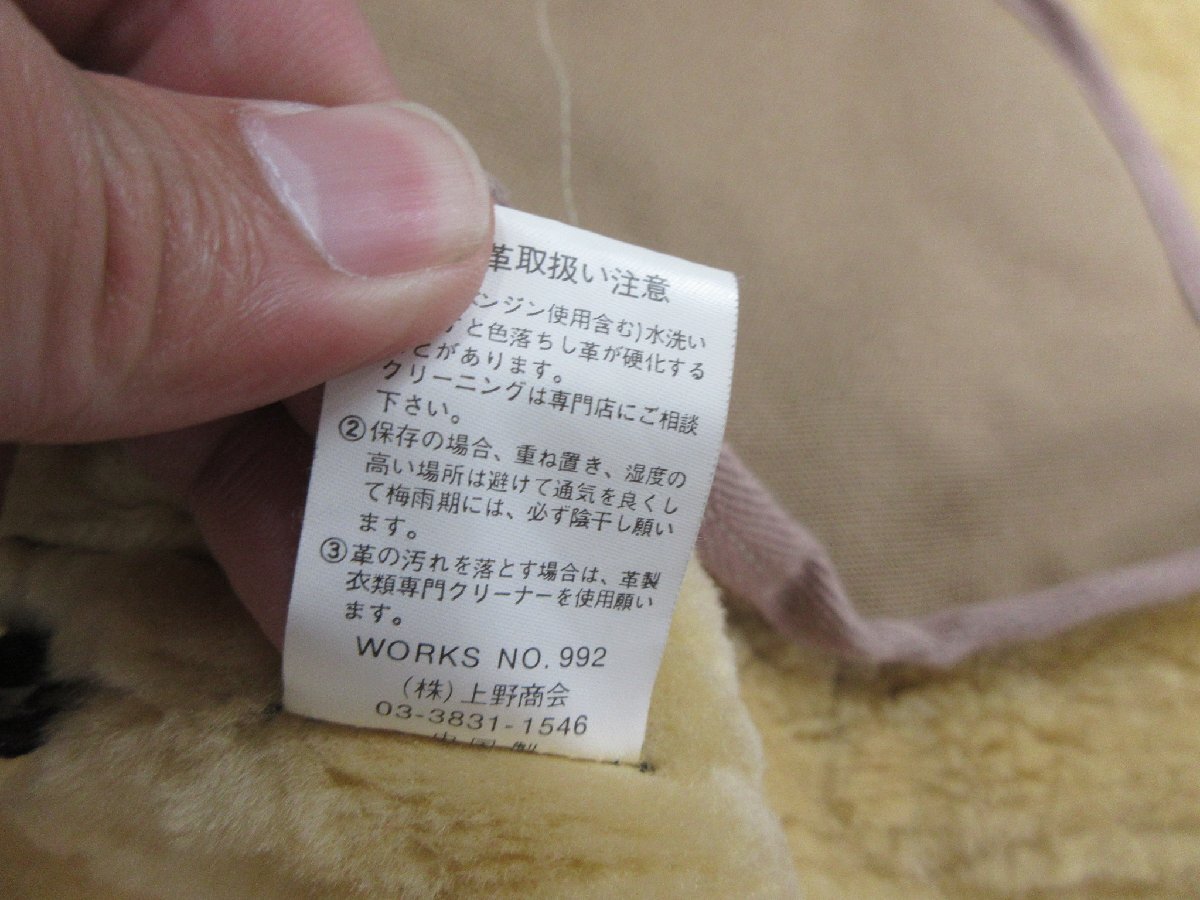 革取扱い注意
ンジン使用含む)水洗い
と色落ちし革が硬化する
とがあります。
クリーニングは専門店にご相談
下さい。
②保存の場合、重ね置き、湿度の
高い場所は避けて通気を良くし
て梅雨期には、必ず陰干し願い
ます。
③革の汚れを落とす場合は、革製
衣類専門クリーナーを使用願い
ます。
WORKS NO. 992
(株)上野商会
03-3831-1546
中国製